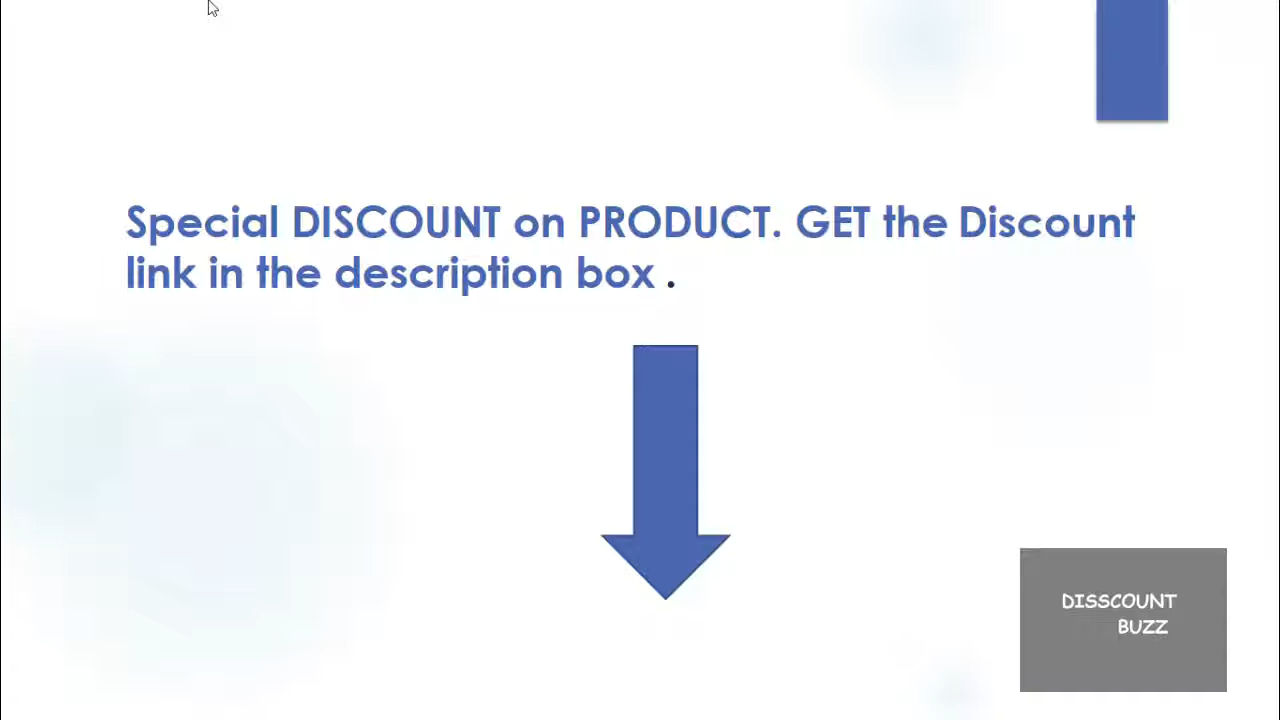 Special DISCOUNT on PRODUCT. GET the Discount
link in the description box .
DISSCOUNT
BUZZ